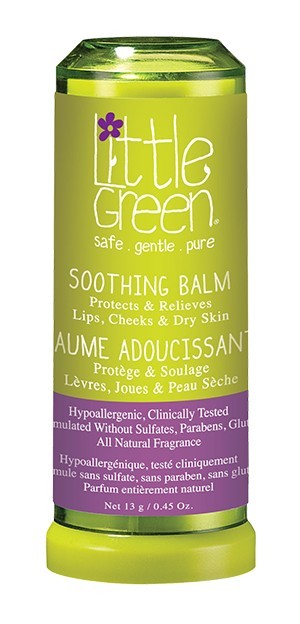 Little
Green®
safe . gentle . pure
SOOTHING BALM
Protects & Relieves
Lips, Cheeks & Dry Skin
AUME ADOUCISSANT
Protège & Soulage
Lèvres, Joues & Peau Sèche
Hypoallergenic, Clinically Tested
mulated Without Sulfates, Parabens, Glu
All Natural Fragrance
Hypoallergénique, testé cliniquement
mule sans sulfate, sans paraben, sans glu
Parfum entièrement naturel
Net 13 g / 0.45 Oz.